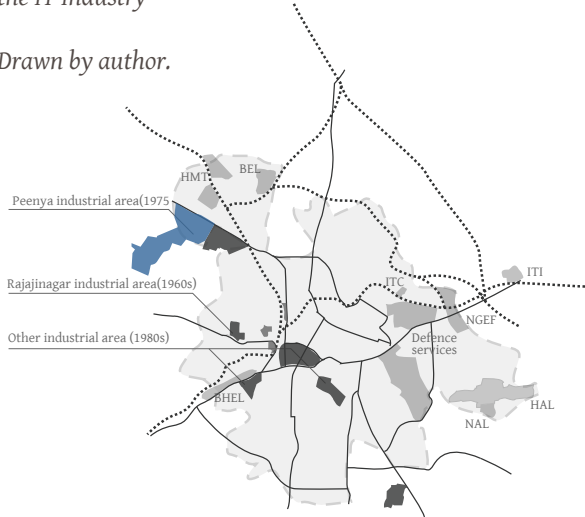 the IT industry
Drawn by author.
HMT
BEL
Peenya industrial area(1975
Rajajinagar industrial area(1960s)
Other industrial area (1980s)
ITC
ITI
NGEF
Defence
services
BHEL
HAL
NAL